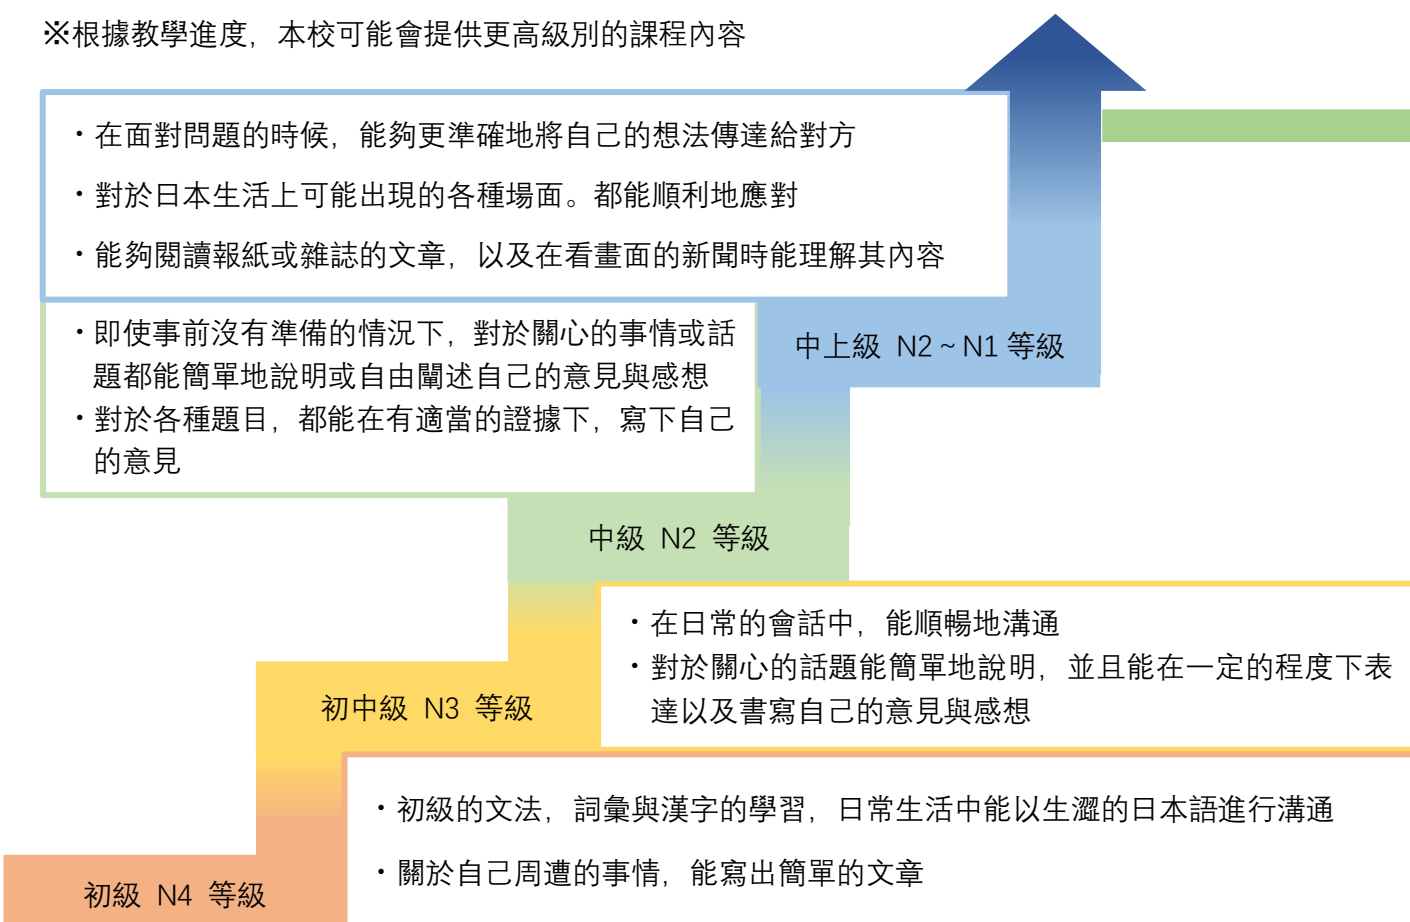 ※根據教學進度，本校可能會提供更高級別的課程內容
・在面對問題的時候，能夠更準確地將自己的想法傳達給對方
・對於日本生活上可能出現的各種場面。都能順利地應對
・能夠閱讀報紙或雜誌的文章，以及在看畫面的新聞時能理解其內容
中上級 N2～N1 等級
・即使事前沒有準備的情況下，對於關心的事情或話
題都能簡單地說明或自由闡述自己的意見與感想
・對於各種題目，都能在有適當的證據下，寫下自己
的意見
中級 N2 等級
・在日常的會話中，能順暢地溝通
・對於關心的話題能簡單地說明，並且能在一定的程度下表
達以及書寫自己的意見與感想
初中級 N3 等級
・初級的文法，詞彙與漢字的學習，日常生活中能以生澀的日本語進行溝通
・關於自己周遭的事情，能寫出簡單的文章
初級 N4 等級